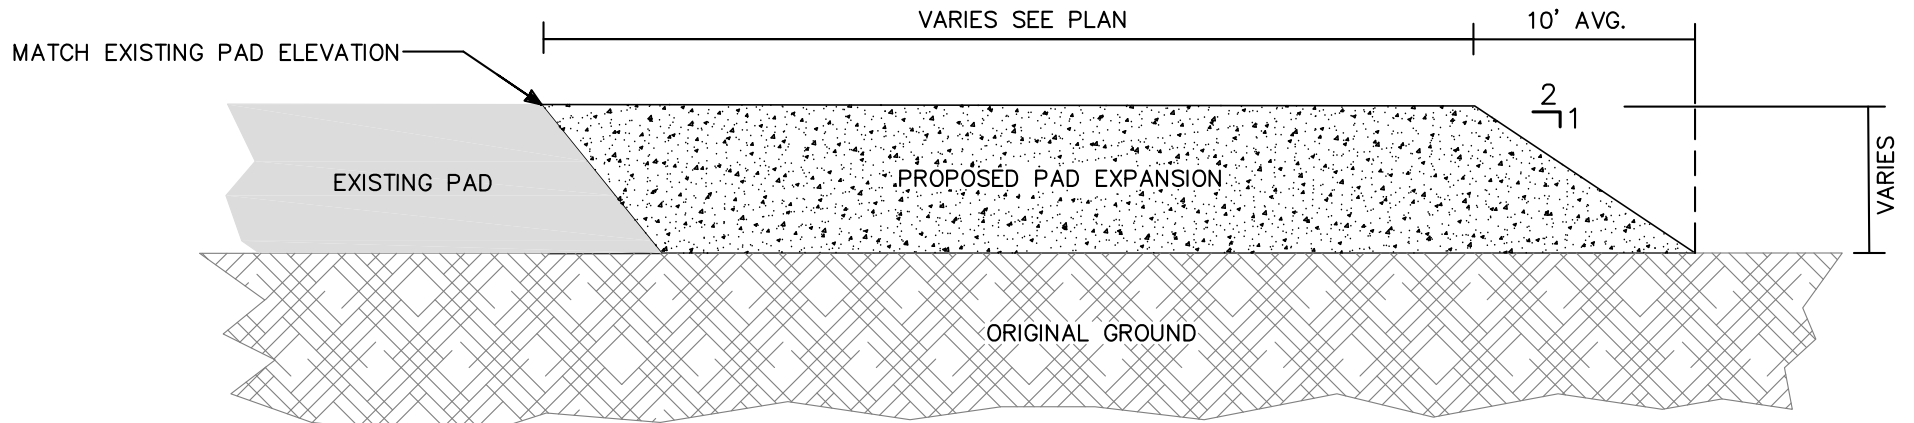 VARIES SEE PLAN
10' AVG.
MATCH EXISTING PAD ELEVATION
2
1
EXISTING PAD
PROPOSED PAD EXPANSION
VARIES
ORIGINAL GROUND